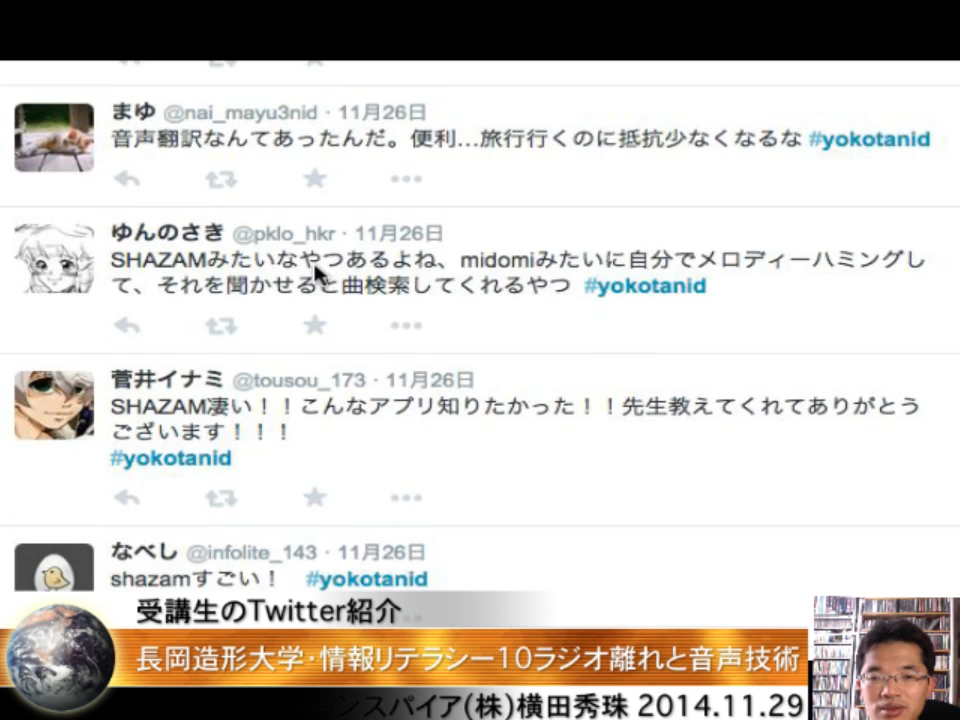 まゆ @nai_mayu3nid · 11月26日
音声翻訳なんてあったんだ。便利...旅行行くのに抵抗少なくなるな #yokotanid
ゆんのさき @pklo_hkr · 11月26日
SHAZAMみたいなやつあるよね、midomiみたいに自分でメロディーハミングし
て、それを聞かせると曲検索してくれるやつ #yokotanid
菅井イナミ @tousou_173 · 11月26日
SHAZAM凄い！！こんなアプリ知りたかった！！先生教えてくれてありがとう
ございます！！！
#yokotanid
なべし @infolite_143 · 11月26日
shazamすごい！ #yokotanid
受講生のTwitter紹介
長岡造形大学・情報リテラシー10ラジオ離れと音声技術
ーンスパイア(株)横田秀珠 2014.11.29